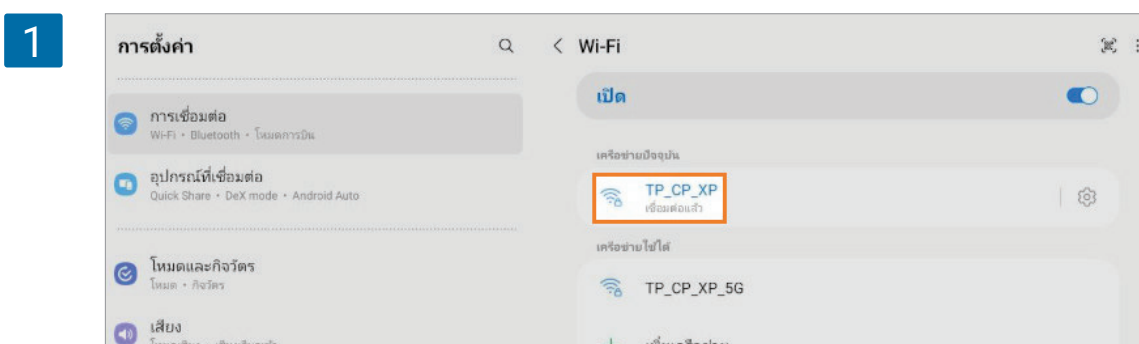 1
การตั้งค่า
การเชื่อมต่อ
Wi-Fi • Bluetooth • โหมดการบิน
อุปกรณ์ที่เชื่อมต่อ
Quick Share • DeX mode • Android Auto
โหมดและกิจวัตร
โหมด • กิจวัตร
เสียง
Wi-Fi
เปิด
เครือข่ายปัจจุบัน
TP_CP_XP
เชื่อมต่อแล้ว
เครือข่ายใช้ได้
TP_CP_XP_5G